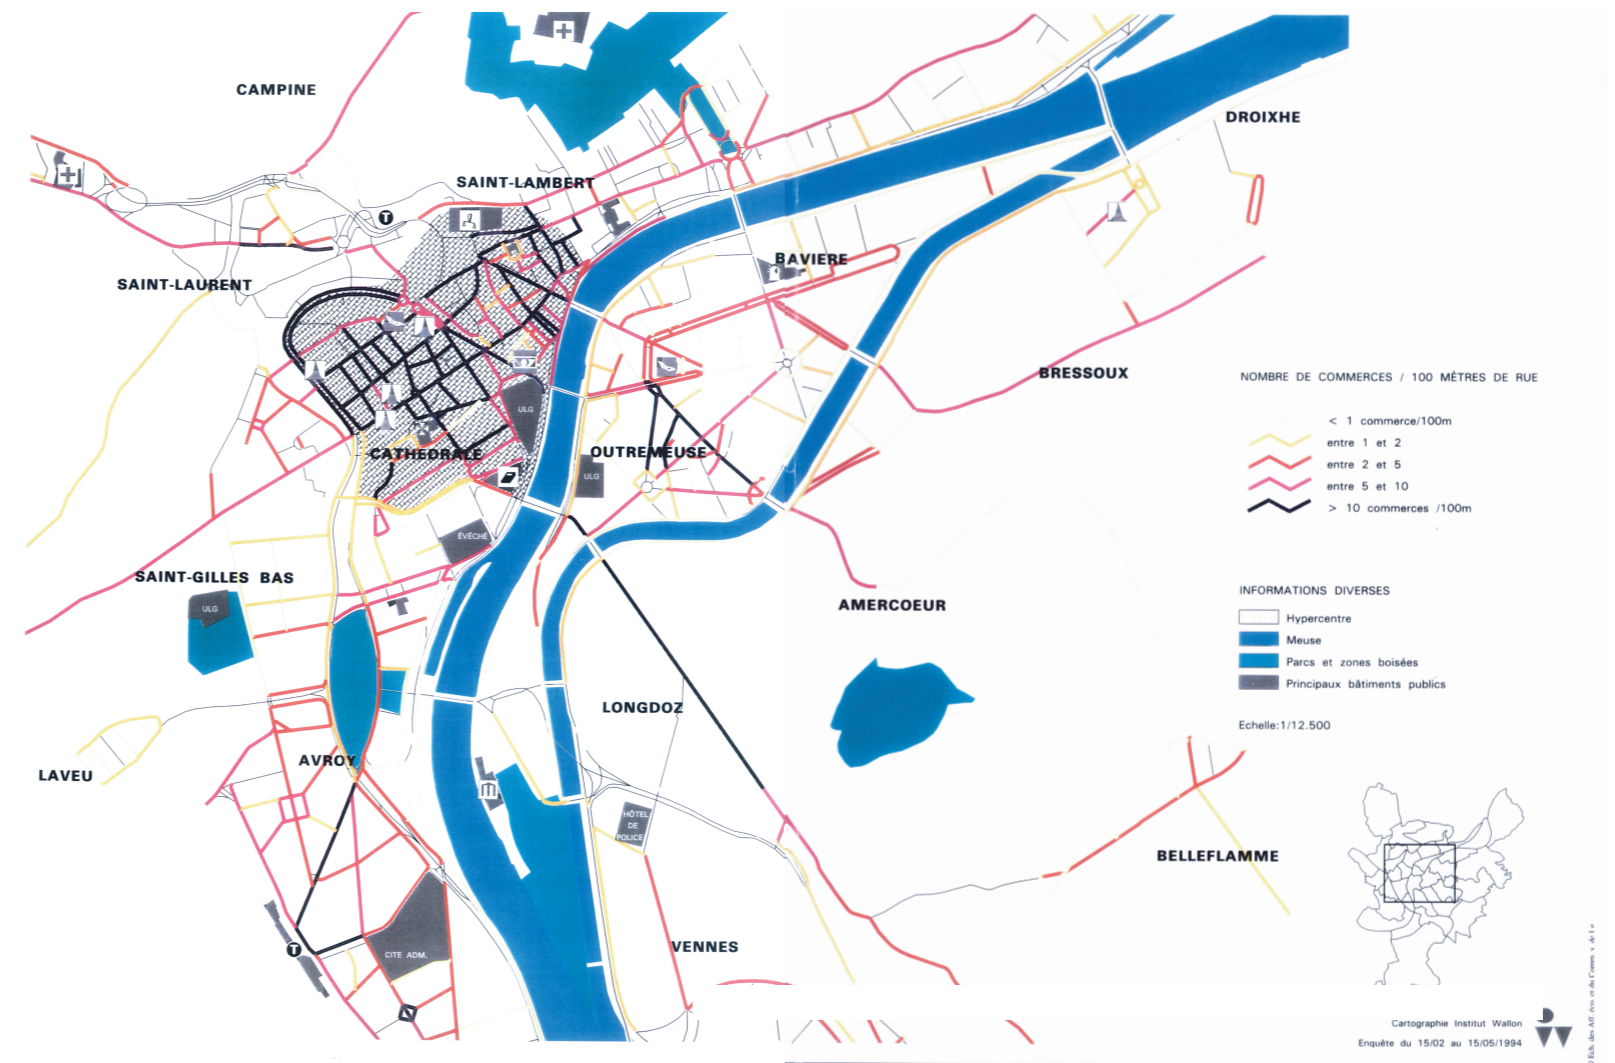 CAMPINE
DROIXHE
SAINT-LAMBERT
T
BAVIERE
SAINT-LAURENT
BRESSOUX
NOMBRE DE COMMERCES / 100 MÈTRES DE RUE
< 1 commerce/100m
entre 1 et 2
entre 2 et 5
entre 5 et 10
> 10 commerces /100m
ULG
CATHEDRALE
OUTREMEUSE
ULG
ÉVÊCHÉ
SAINT-GILLES BAS
ULG
AMERCOEUR
INFORMATIONS DIVERSES
Hypercentre
Meuse
Parcs et zones boisées
Principaux bâtiments publics
Echelle:1/12.500
LONGDOZ
AVROY
LAVEU
HÔTEL
DE
POLICE
BELLEFLAMME
VENNES
T
CITE ADM.
Cartographie Institut Wallon
Enquête du 15/02 au 15/05/1994